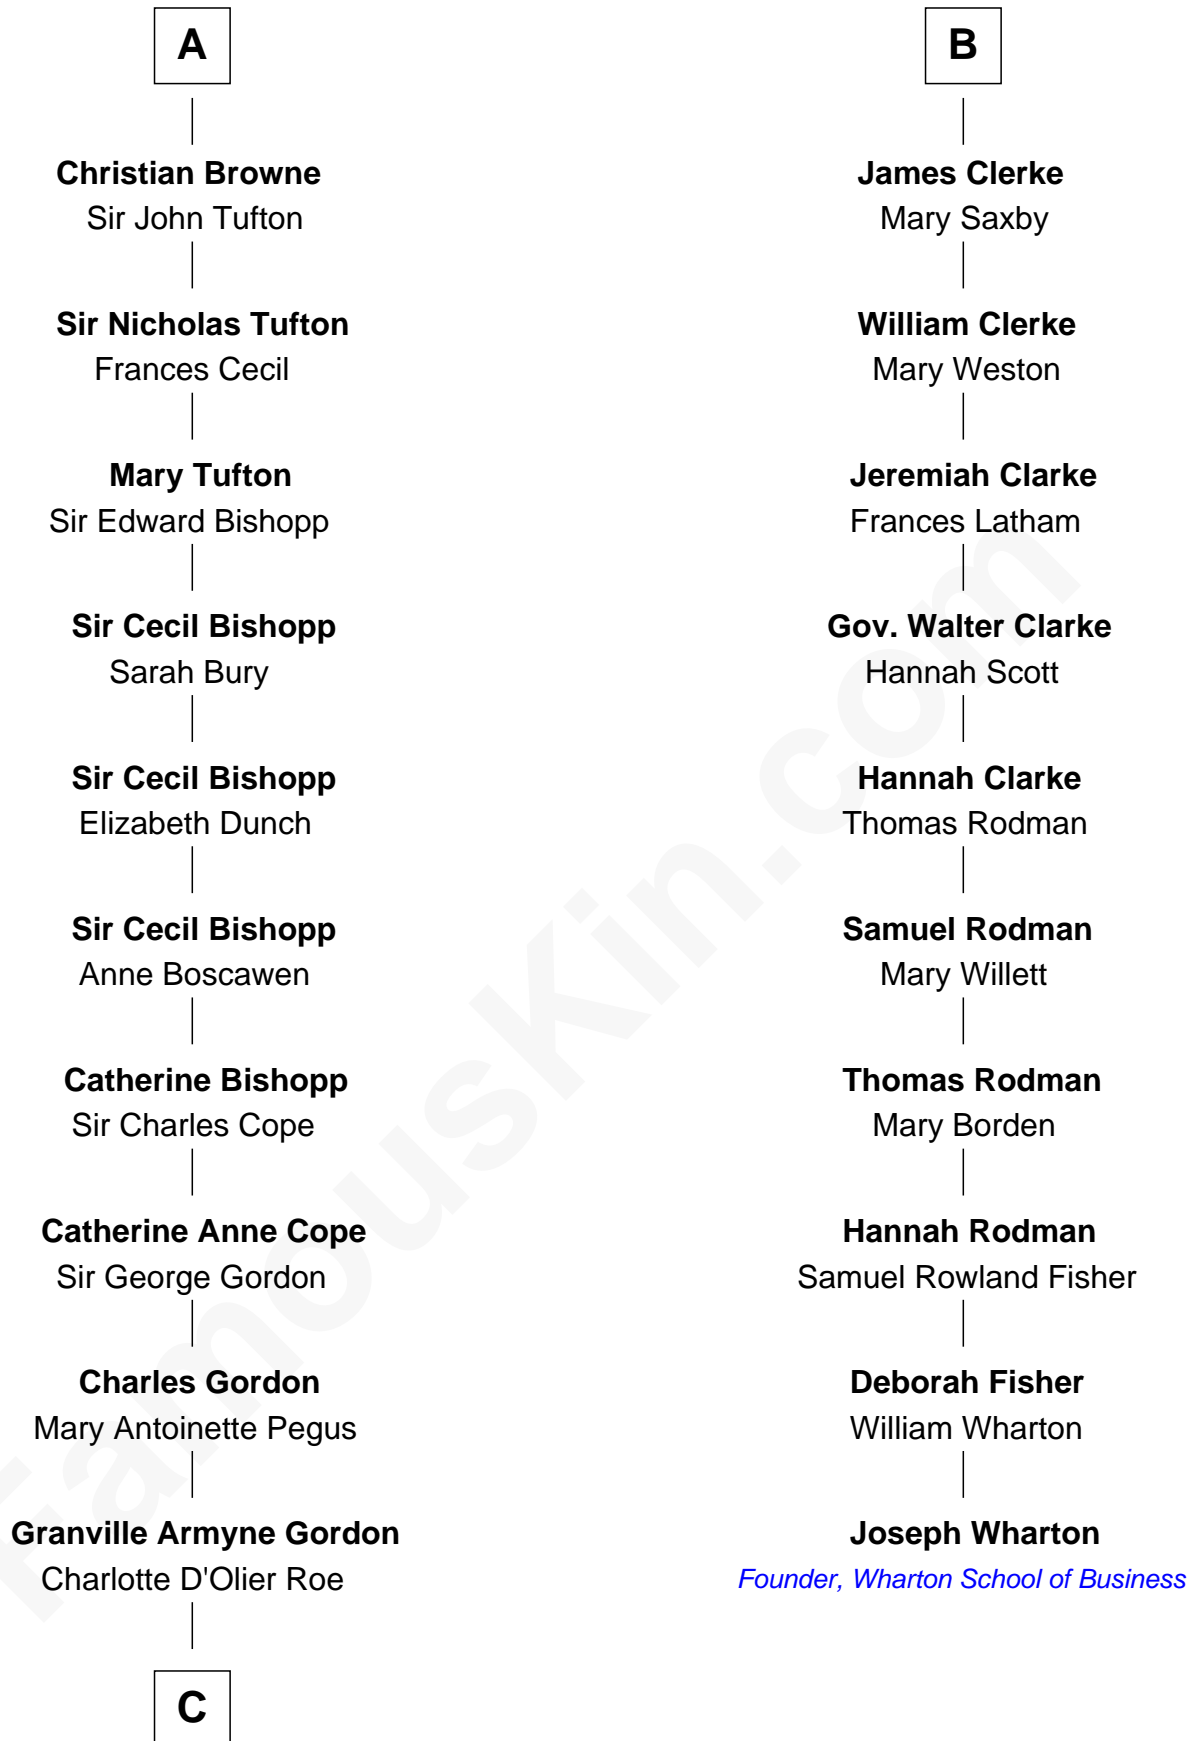 A
Christian Browne
Sir John Tufton
Sir Nicholas Tufton
Frances Cecil
Mary Tufton
Sir Edward Bishopp
Sir Cecil Bishopp
Sarah Bury
Sir Cecil Bishopp
Elizabeth Dunch
Sir Cecil Bishopp
Anne Boscawen
Catherine Bishopp
Sir Charles Cope
Catherine Anne Cope
Sir George Gordon
Charles Gordon
Mary Antoinette Pegus
Granville Armyne Gordon
Charlotte D'Olier Roe
C
B
James Clerke
Mary Saxby
William Clerke
Mary Weston
Jeremiah Clarke
Frances Latham
Gov. Walter Clarke
Hannah Scott
Hannah Clarke
Thomas Rodman
Samuel Rodman
Mary Willett
Thomas Rodman
Mary Borden
Hannah Rodman
Samuel Rowland Fisher
Deborah Fisher
William Wharton
Joseph Wharton
Founder, Wharton School of Business
FamousKin.com